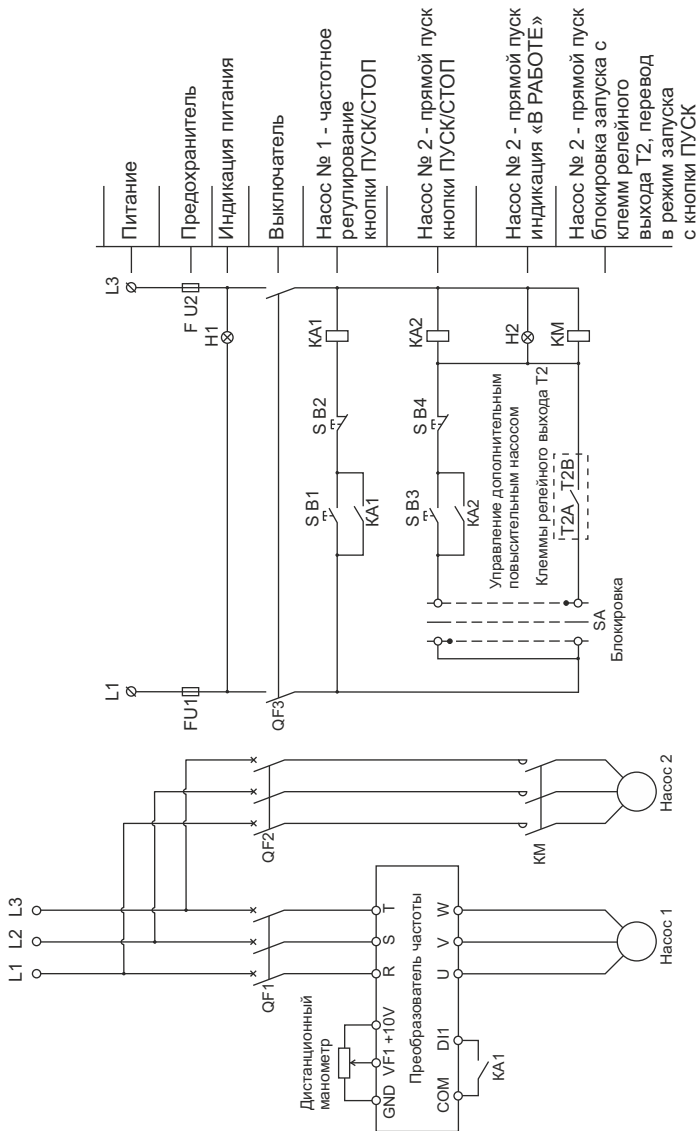 L1
L2
L3
QF1
QF2
Дистанционный
манометр
GND
VF1
+10V
R
S
T
Преобразователь частоты
COM
DI1
U
V
W
KA1
KM
Насос 1
Насос 2
L1
L3
FU1
F U2
H1
QF3
S B1
S B2
KA1
KA1
S B3
S B4
KA2
KA2
Управление дополнительным
повысительным насосом
H2
Клеммы релейного выхода T2
T2A
T2B
KM
SA
Блокировка
Питание
Предохранитель
Индикация питания
Выключатель
Насос № 1 - частотное
регулирование
кнопки ПУСК/СТОП
Насос № 2 - прямой пуск
кнопки ПУСК/СТОП
Насос № 2 - прямой пуск
индикация «В РАБОТЕ»
Насос № 2 - прямой пуск
блокировка запуска с
клемм релейного
выхода T2, перевод
в режим запуска
с кнопки ПУСК